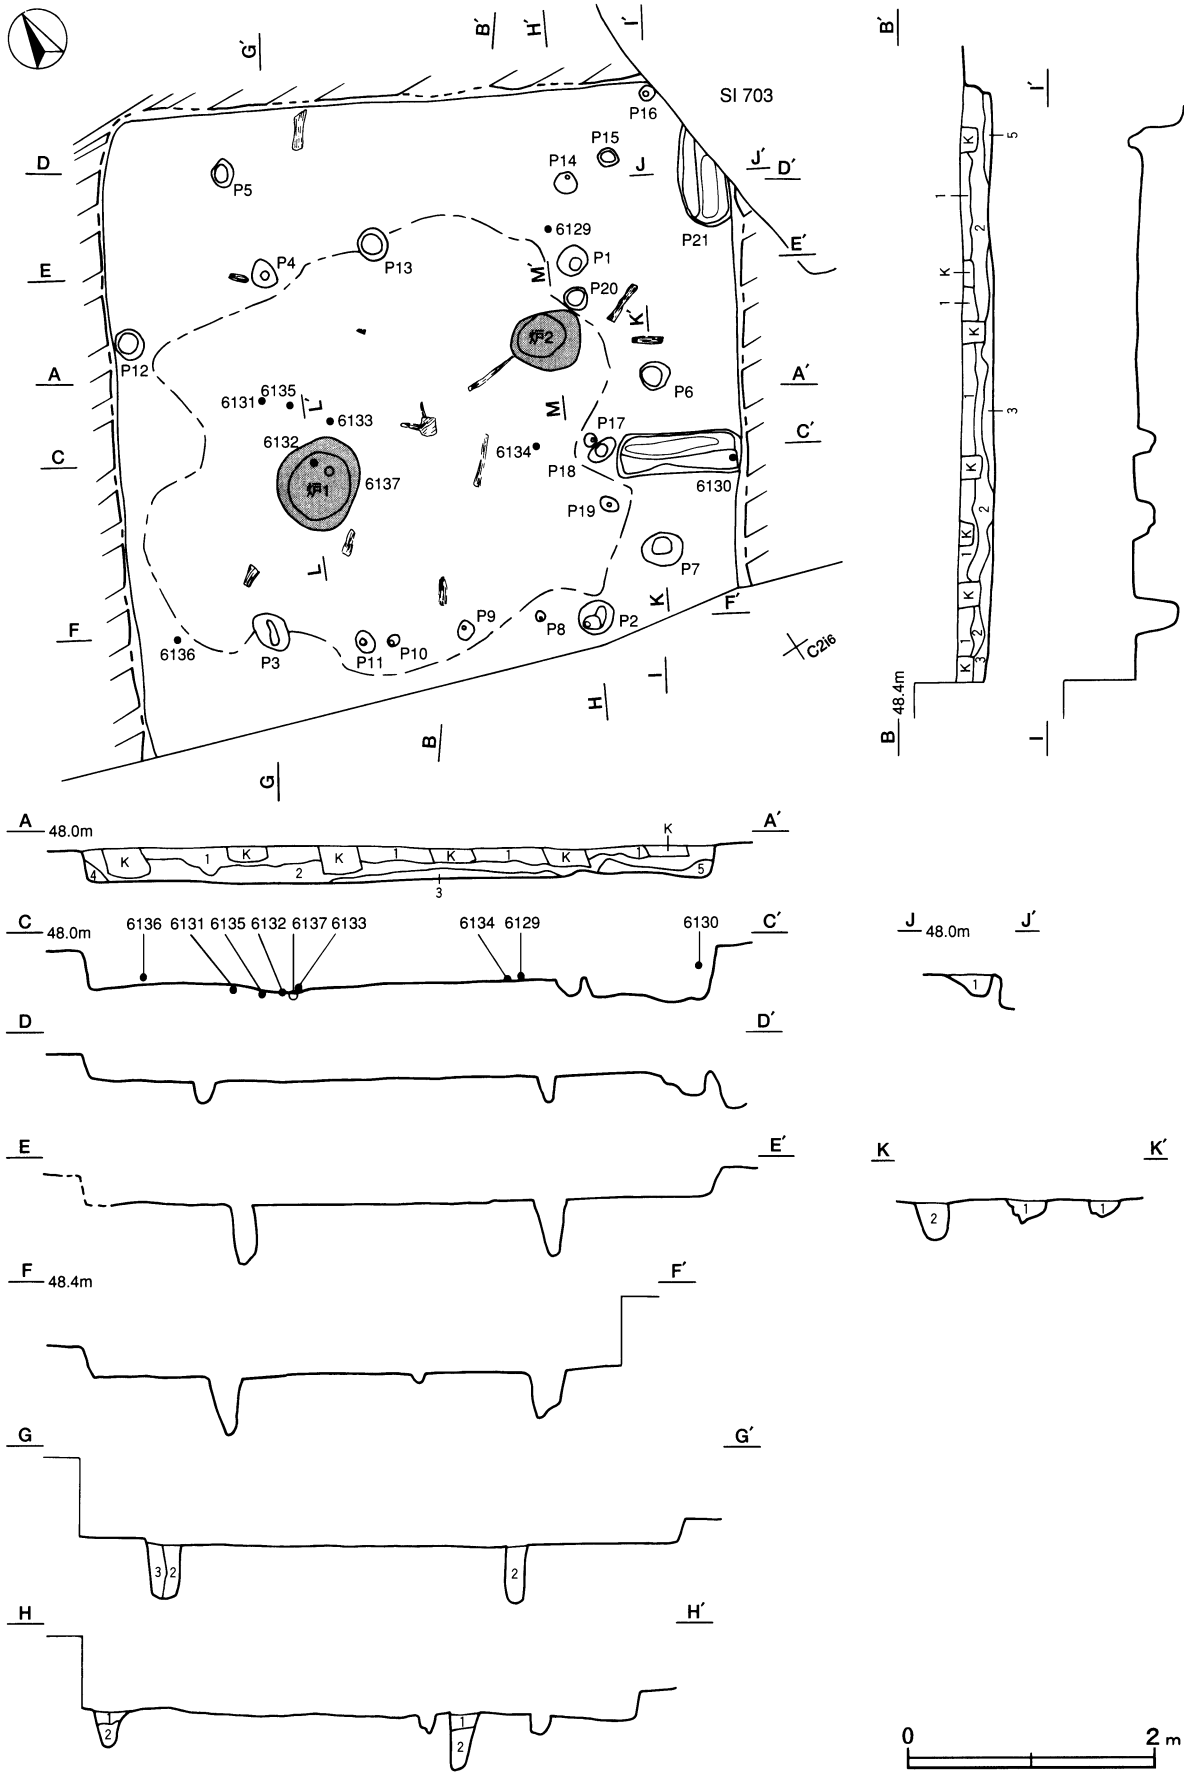 G′
B′
H′
I′
SI 703
P16
P15
P14
J
J′
D′
D
P5
P21
6129
E′
P13
P1
E
P4
M′
P20
K′
炉2
P12
P6
A
A′
6131
6135
L′
6133
M
P17
C′
6132
6134
P18
C
炉1
6137
6130
P19
L
P7
K
F′
F
6136
P3
P11
P10
P9
P8
P2
C2i6
I
H
B
G
B′
I′
K
5
1
2
K
1
K
1
3
K
2
K
1
K
1
2
K
3
48.4m
B
I
A
48.0m
K
A′
K
1
K
K
1
K
1
K
1
4
2
5
3
C
48.0m
6136
6131
6135
6132
6137
6133
6134
6129
6130
C′
J
48.0m
J′
1
D
D′
E
E′
K
K′
2
1
1
F
48.4m
F′
G
G′
3
2
2
H
H′
1
2
1
2
0
2 m